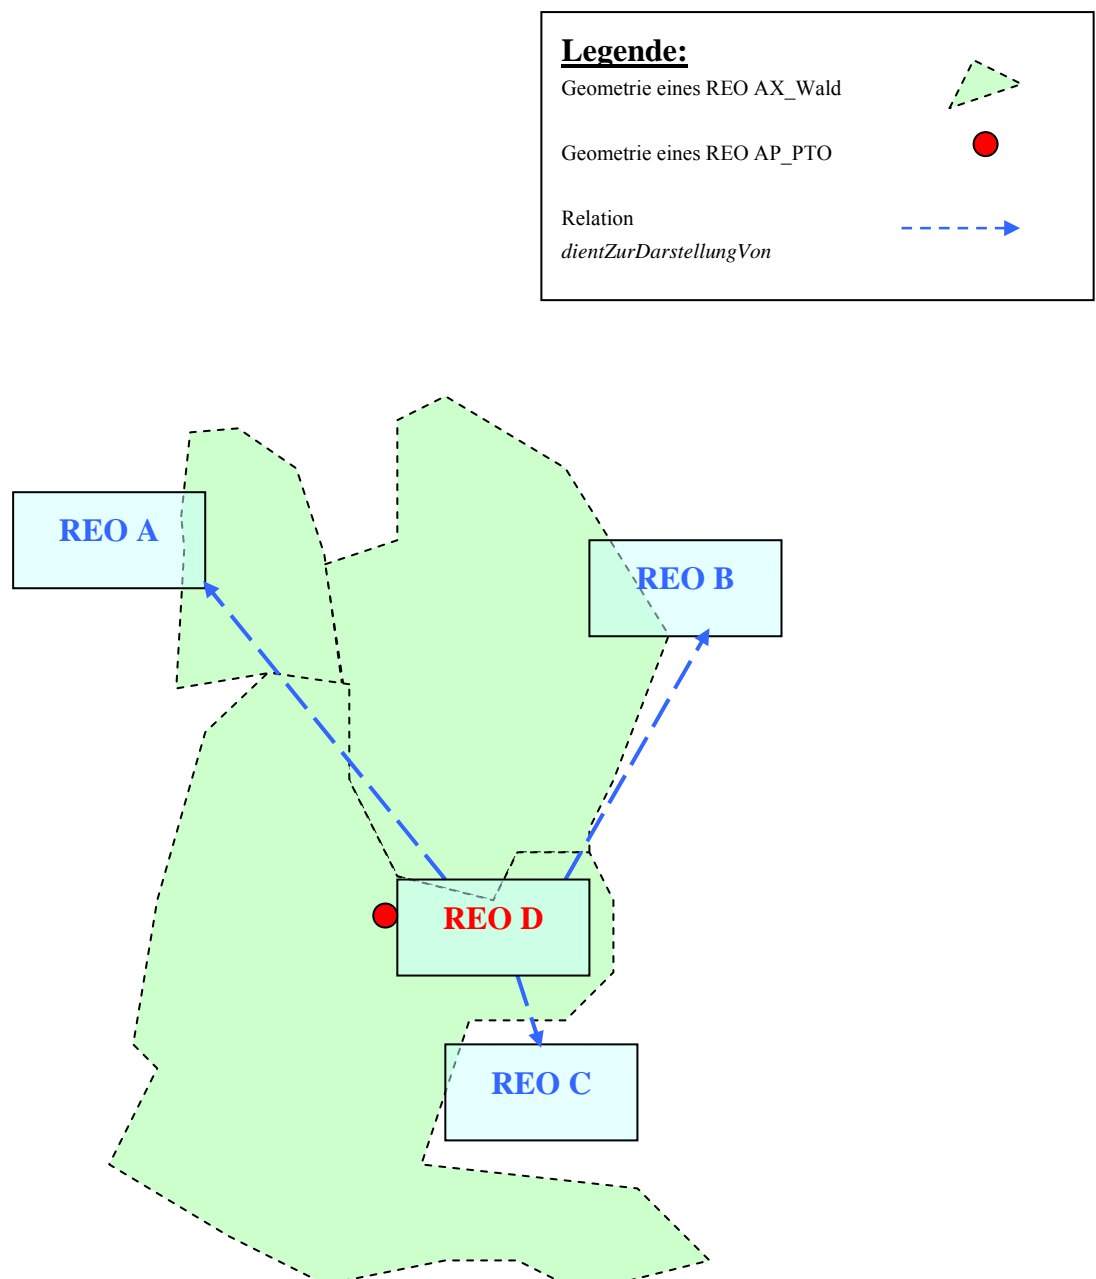 Legende:
Geometrie eines REO AX_Wald
Geometrie eines REO AP_PTO
Relation
dientZurDarstellungVon
REO A
REO B
REO D
REO C